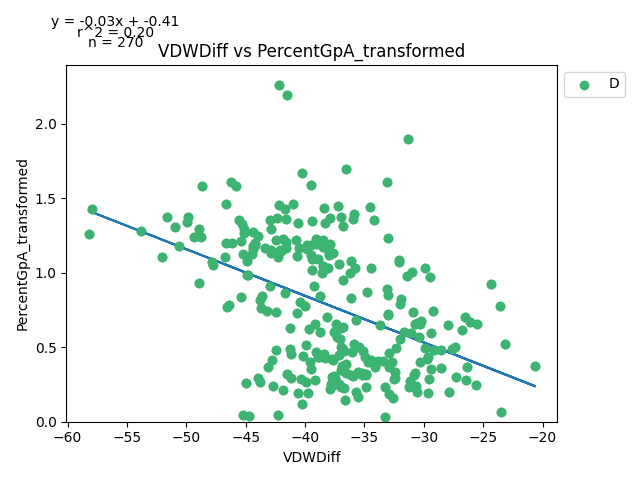 y = -0.03x + -0.41
r^2 = 0.20
n = 270
VDWDiff vs PercentGpA_transformed
D
PercentGpA_transformed
2.0
1.5
1.0
0.5
0.0
−60 −55 −50 −45 −40 −35 −30 −25 −20
VDWDiff